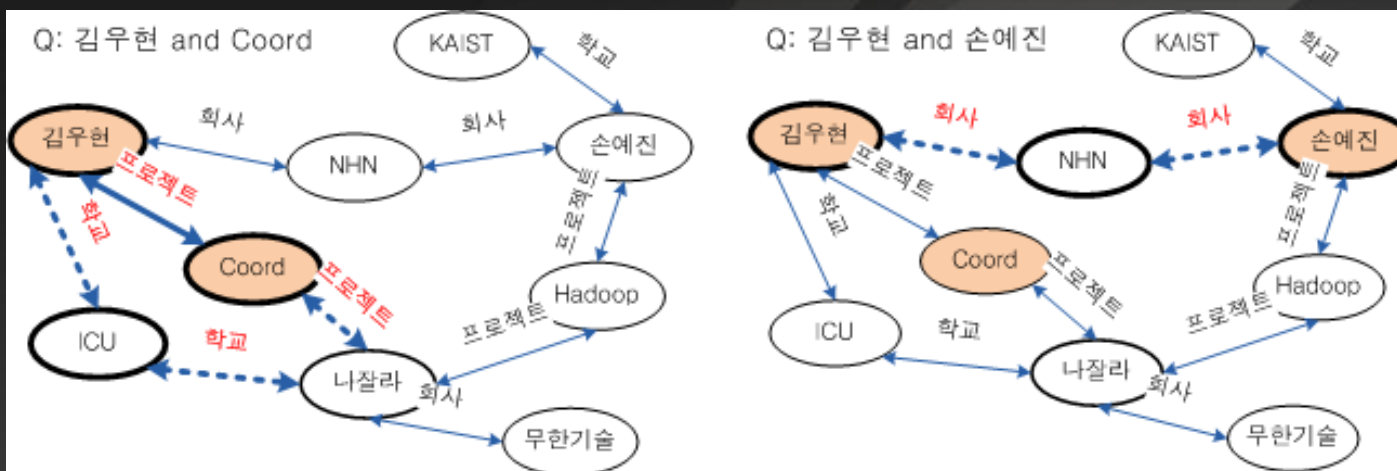 Q: 김우현 and Coord
KAIST
학교
김우현
회사
회사
NHN
손예진
프로젝트
학교
프로젝트
Coord
프로젝트
Hadoop
프로젝트
ICU
학교
나잘라
회사
무한기술
Q: 김우현 and 손예진
KAIST
학교
김우현
회사
회사
NHN
손예진
프로젝트
학교
프로젝트
Coord
프로젝트
Hadoop
프로젝트
ICU
학교
나잘라
회사
무한기술